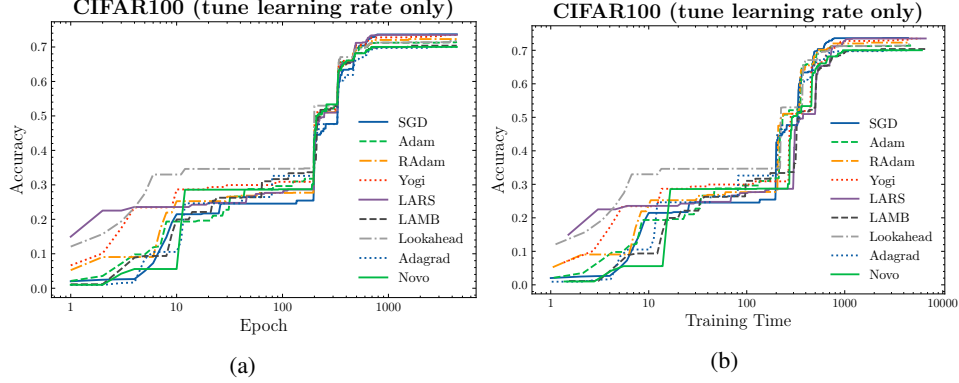 CIFAR100 (tune learning rate only)
Accuracy
0.7
0.6
0.5
0.4
0.3
0.2
0.1
0.0
SGD
Adam
RAdam
Yogi
LARS
LAMB
Lookahead
Adagrad
Novo
1
10
100
1000
Epoch
(a)
CIFAR100 (tune learning rate only)
Accuracy
0.7
0.6
0.5
0.4
0.3
0.2
0.1
0.0
SGD
Adam
RAdam
Yogi
LARS
LAMB
Lookahead
Adagrad
Novo
1
10
100
1000
10000
Training Time
(b)